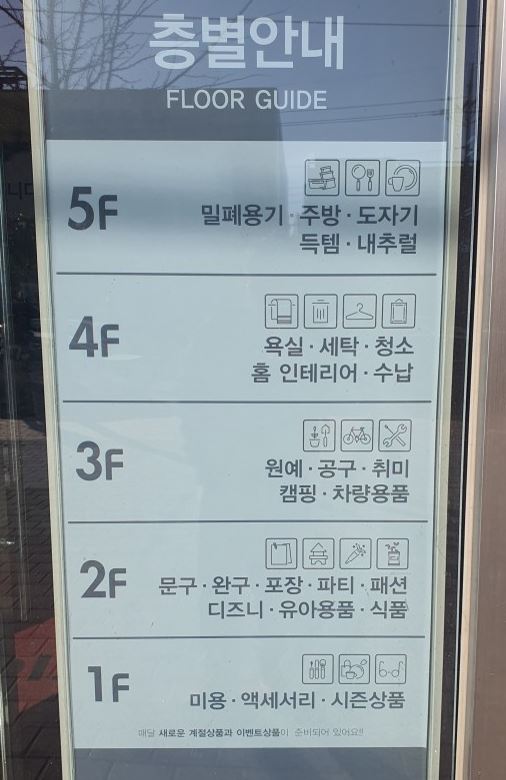 층별안내
FLOOR GUIDE
5F
밀폐용기 · 주방 · 도자기
득템 · 내추럴
4F
욕실 · 세탁 · 청소
홈 인테리어 · 수납
3F
원예 · 공구 · 취미
캠핑 · 차량용품
2F
문구 · 완구 · 포장 · 파티 · 패션
디즈니 · 유아용품 · 식품
1F
미용 · 액세서리 · 시즌상품
매달 새로운 계절상품과 이벤트상품이 준비되어 있어요!!